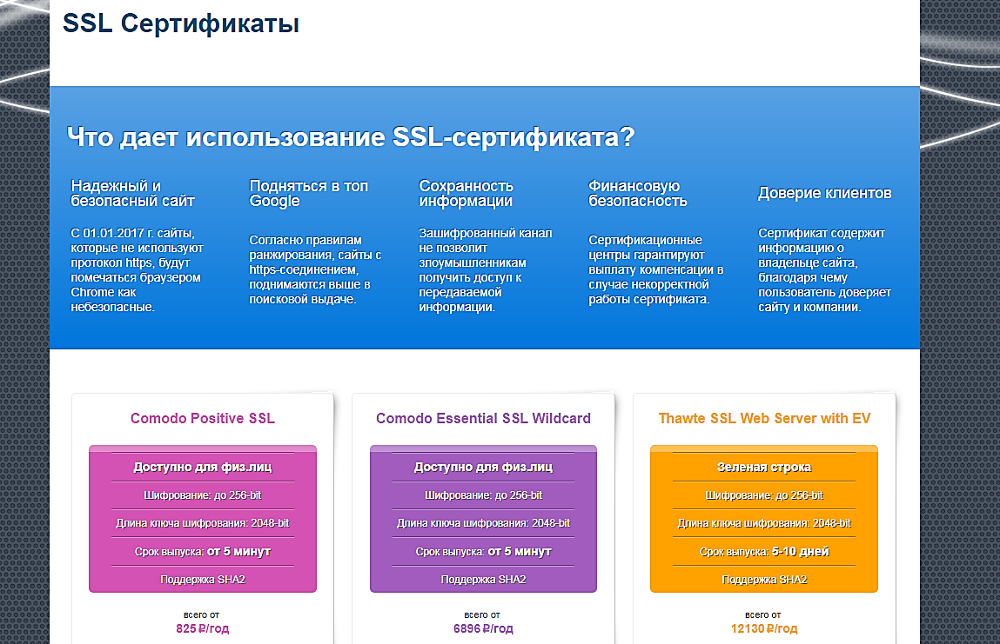 SSL Сертификаты
Что дает использование SSL-сертификата?
Надежный и
безопасный сайт
С 01.01.2017 г. сайты,
которые не используют
протокол https, будут
помечаться браузером
Chrome как
небезопасные.
Подняться в топ
Google
Согласно правилам
ранжирования, сайты с
https-соединением,
поднимаются выше в
поисковой выдаче.
Сохранность
информации
Зашифрованный канал
не позволит
злоумышленникам
получить доступ к
передаваемой
информации.
Финансовую
безопасность
Сертификационные
центры гарантируют
выплату компенсации в
случае некорректной
работы сертификата.
Доверие клиентов
Сертификат содержит
информацию о
владельце сайта,
благодаря чему
пользователь доверяет
сайту и компании.
Comodo Positive SSL
Доступно для физ.лиц
Шифрование: до 256-bit
Длина ключа шифрования: 2048-bit
Срок выпуска: от 5 минут
Поддержка SHA2
всего от
825 ₽/год
Comodo Essential SSL Wildcard
Доступно для физ.лиц
Шифрование: до 256-bit
Длина ключа шифрования: 2048-bit
Срок выпуска: от 5 минут
Поддержка SHA2
всего от
6896 ₽/год
Thawte SSL Web Server with EV
Зеленая строка
Шифрование: до 256-bit
Длина ключа шифрования: 2048-bit
Срок выпуска: 5-10 дней
Поддержка SHA2
всего от
12130 ₽/год